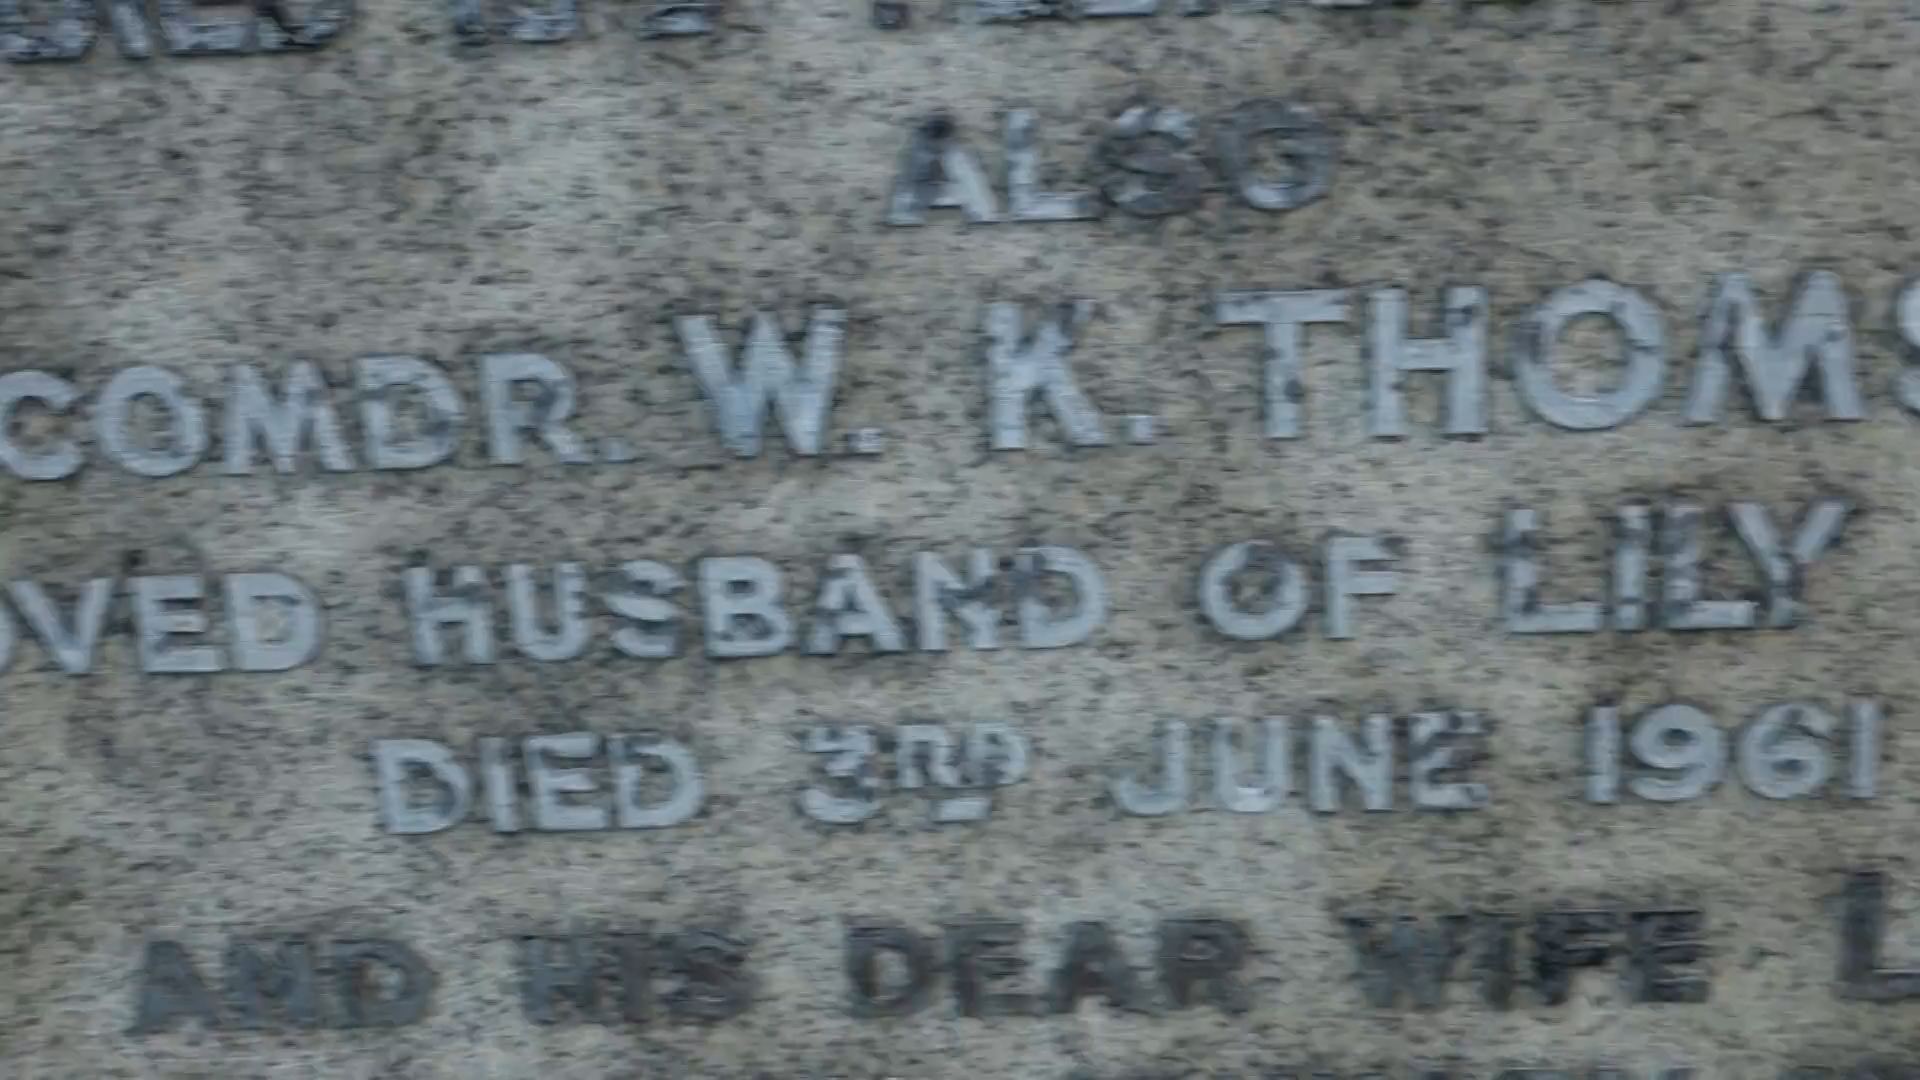 ALSO
COMDR. W. K. THOMS
OVED HUSBAND OF LILY
DIED 3RD JUNE 1961
AND HIS DEAR WIFE L